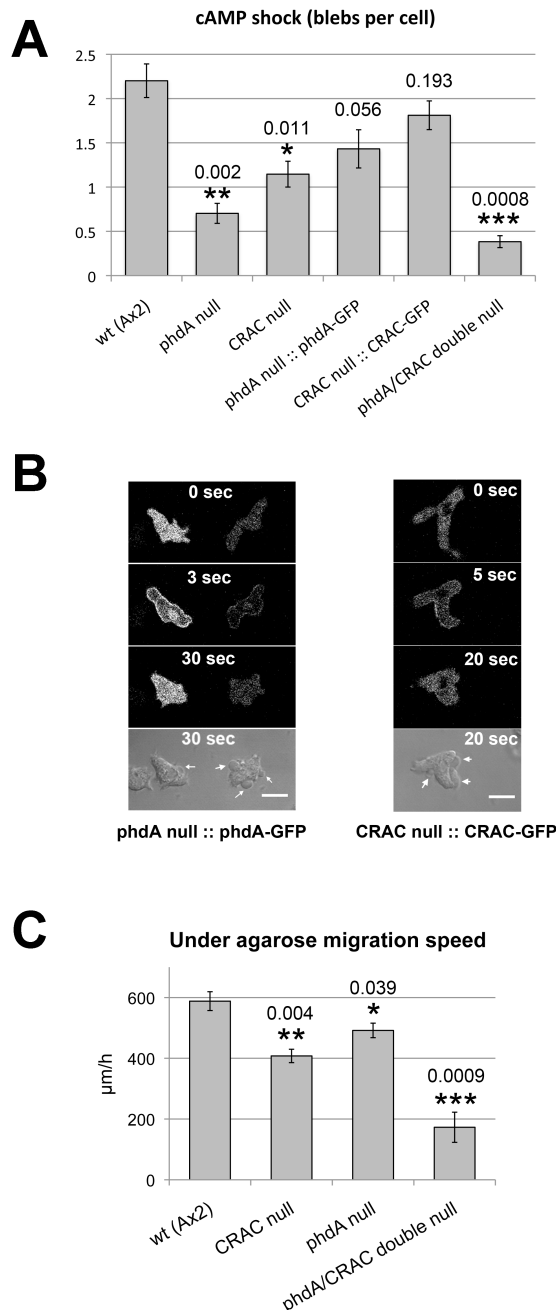 A
cAMP shock (blebs per cell)
2.5
2
1.5
1
0.5
0
0.002
**
0.011
*
0.056
0.193
0.0008
***
wt (Ax2)
phdA null
CRAC null
phdA null :: phdA-GFP
CRAC null :: CRAC-GFP
phdA/CRAC double null
B
0 sec
3 sec
30 sec
30 sec
phdA null :: phdA-GFP
0 sec
5 sec
20 sec
20 sec
CRAC null :: CRAC-GFP
C
Under agarose migration speed
µm/h
600
400
200
0
0.004
**
0.039
*
0.0009
***
wt (Ax2)
CRAC null
phdA null
phdA/CRAC double null